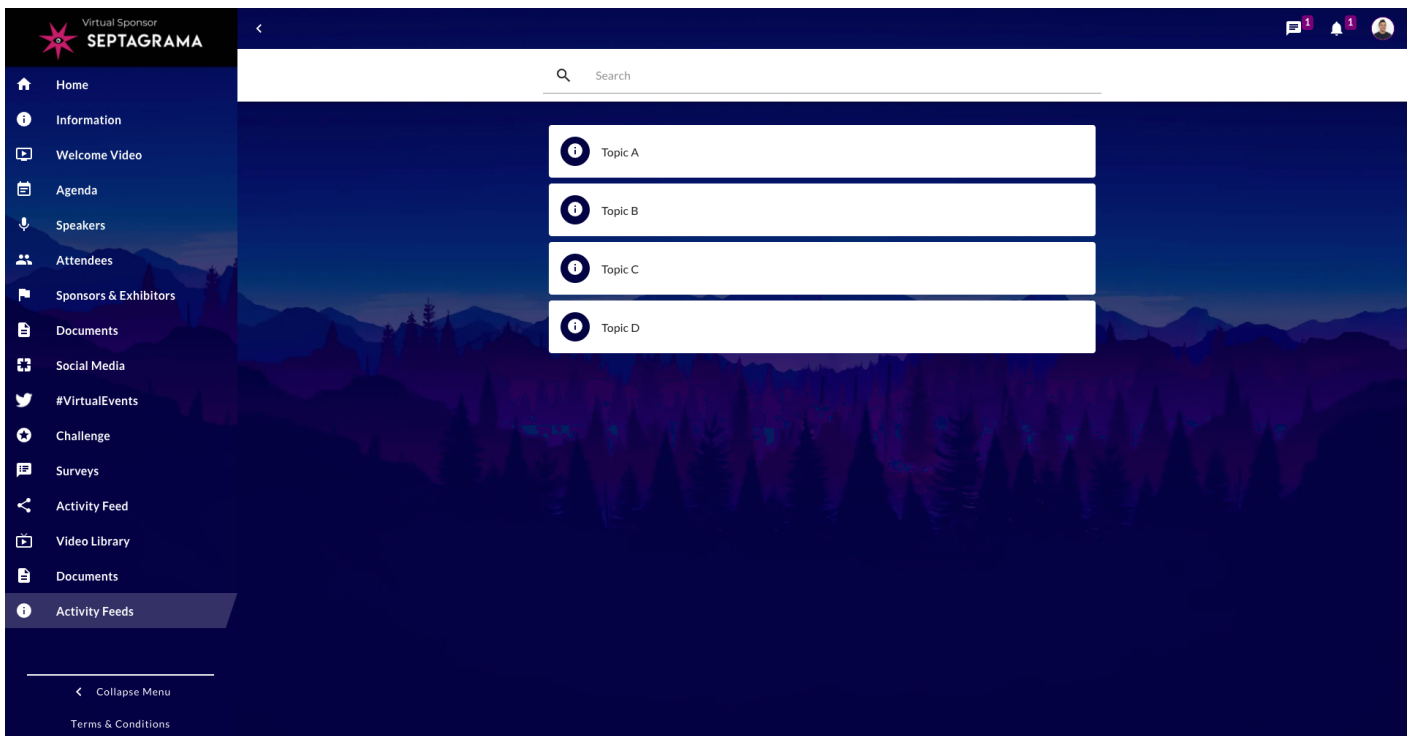 Virtual Sponsor
SEPTAGRAMA
1
1
Search
Home
Information
Welcome Video
Agenda
Speakers
Attendees
Sponsors & Exhibitors
Documents
Social Media
#VirtualEvents
Challenge
Surveys
Activity Feed
Video Library
Documents
Activity Feeds
Collapse Menu
Terms & Conditions
Topic A
Topic B
Topic C
Topic D